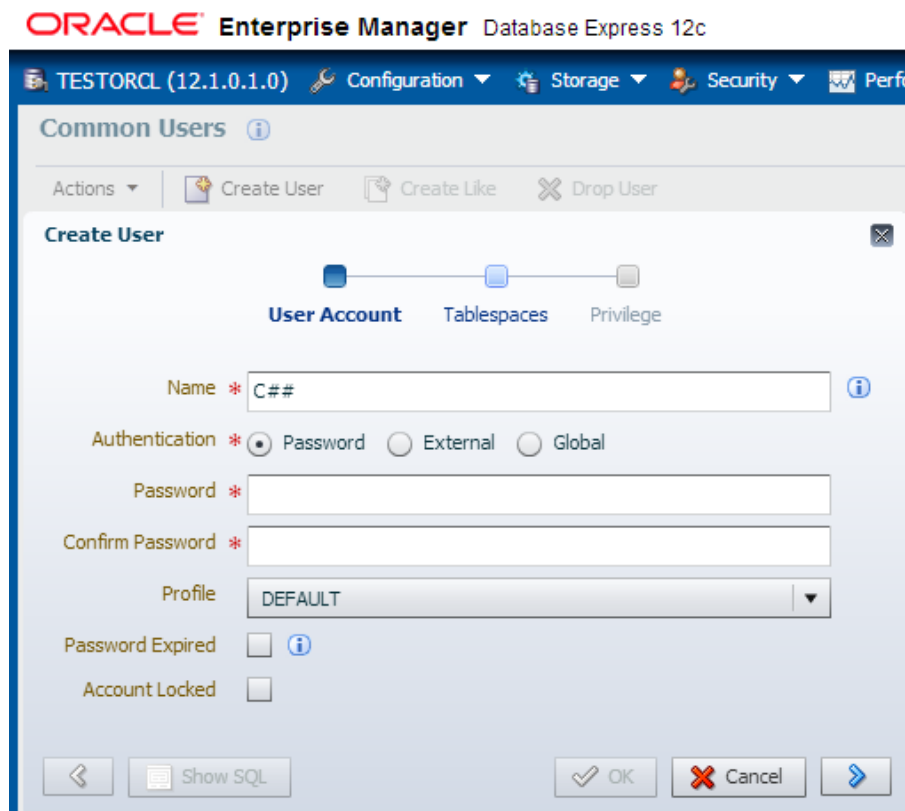 ORACLE Enterprise Manager Database Express 12c
TESTORCL (12.1.0.1.0) Configuration Storage Security Perfo
Common Users
Actions Create User Create Like Drop User
Create User
User Account Tablespaces Privilege
Name * C##
Authentication * Password External Global
Password *
Confirm Password *
Profile DEFAULT
Password Expired
Account Locked
Show SQL OK Cancel